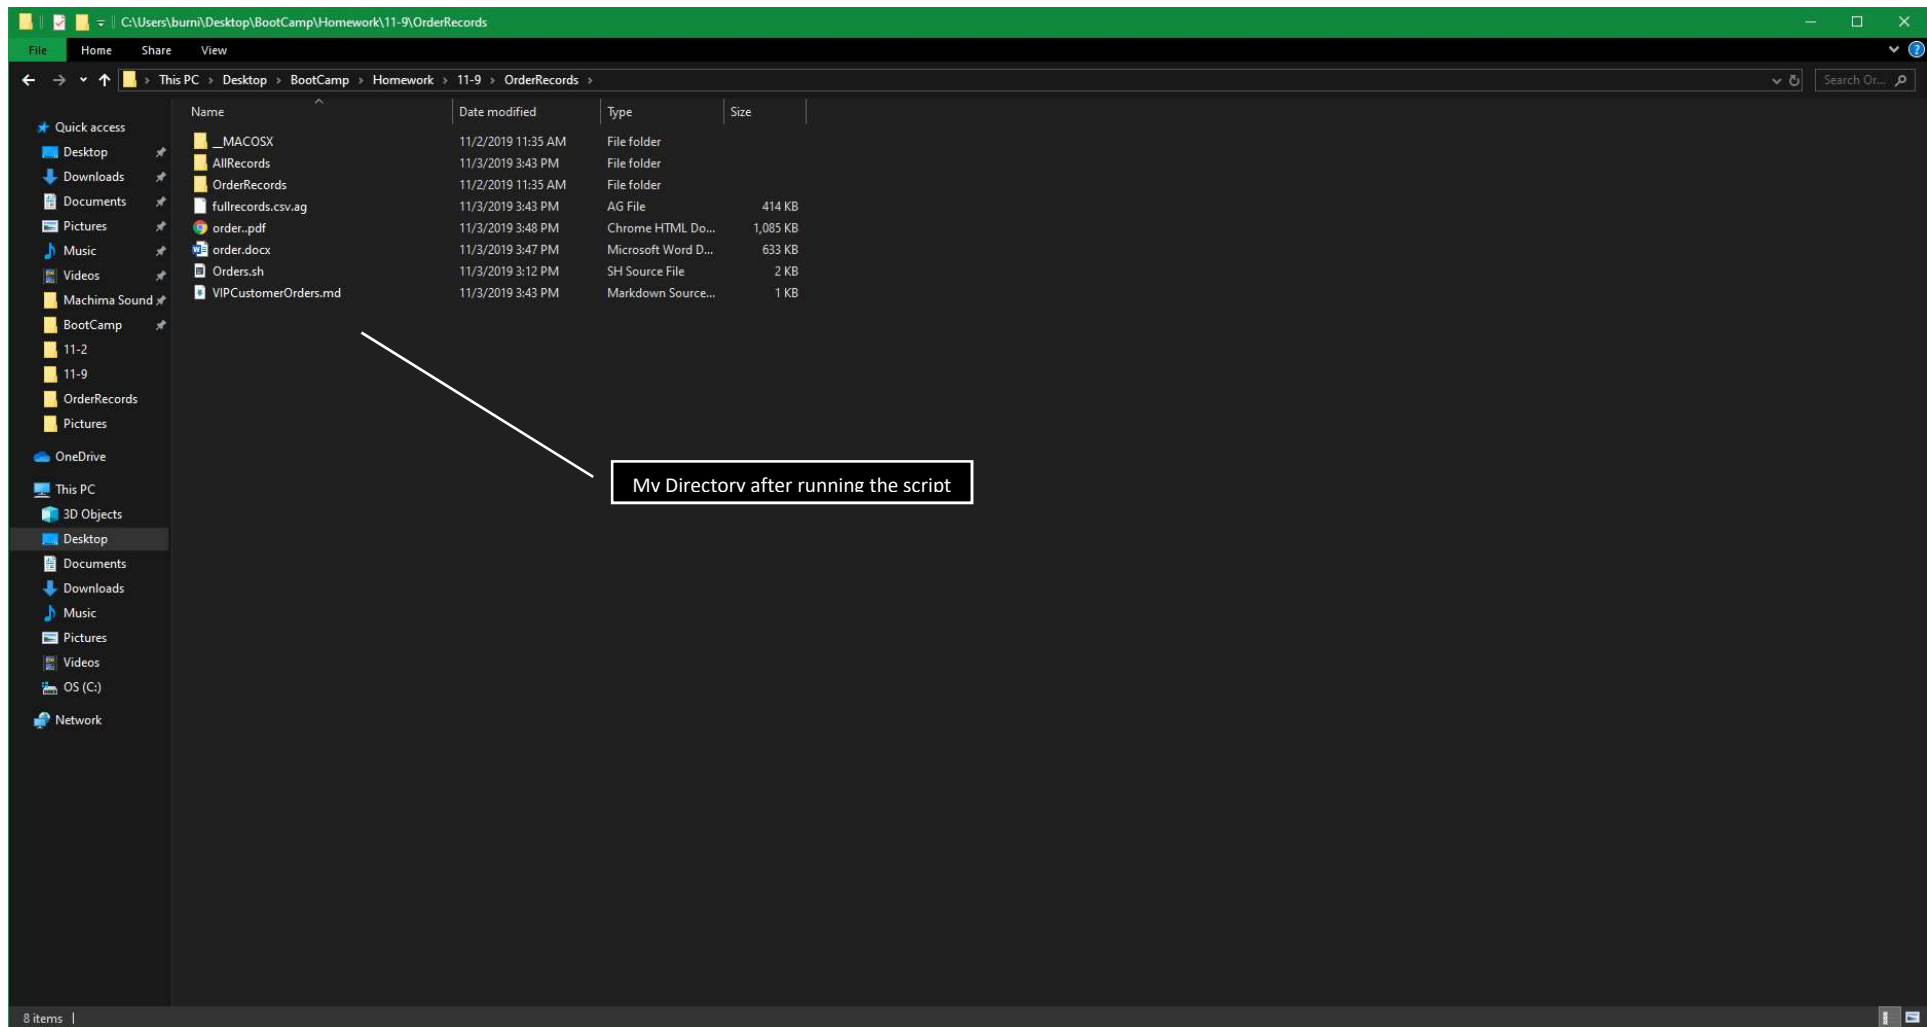 C:\Users\burni\Desktop\BootCamp\Homework\11-9\OrderRecords
File Home Share View
This PC > Desktop > BootCamp > Homework > 11-9 > OrderRecords >
Search Or...
Name Date modified Type Size
Quick access
Desktop
Downloads
Documents
Pictures
Music
Videos
Machima Sound
BootCamp
11-2
11-9
OrderRecords
Pictures
OneDrive
This PC
3D Objects
Desktop
Documents
Downloads
Music
Pictures
Videos
OS (C:)
Network
__MACOSX 11/2/2019 11:35 AM File folder
AllRecords 11/3/2019 3:43 PM File folder
OrderRecords 11/2/2019 11:35 AM File folder
fullrecords.csv.ag 11/3/2019 3:43 PM AG File 414 KB
order..pdf 11/3/2019 3:48 PM Chrome HTML Do... 1,085 KB
order.docx 11/3/2019 3:47 PM Microsoft Word D... 633 KB
Orders.sh 11/3/2019 3:12 PM SH Source File 2 KB
VIPCustomerOrders.md 11/3/2019 3:43 PM Markdown Source... 1 KB
My Directory after running the script
8 items